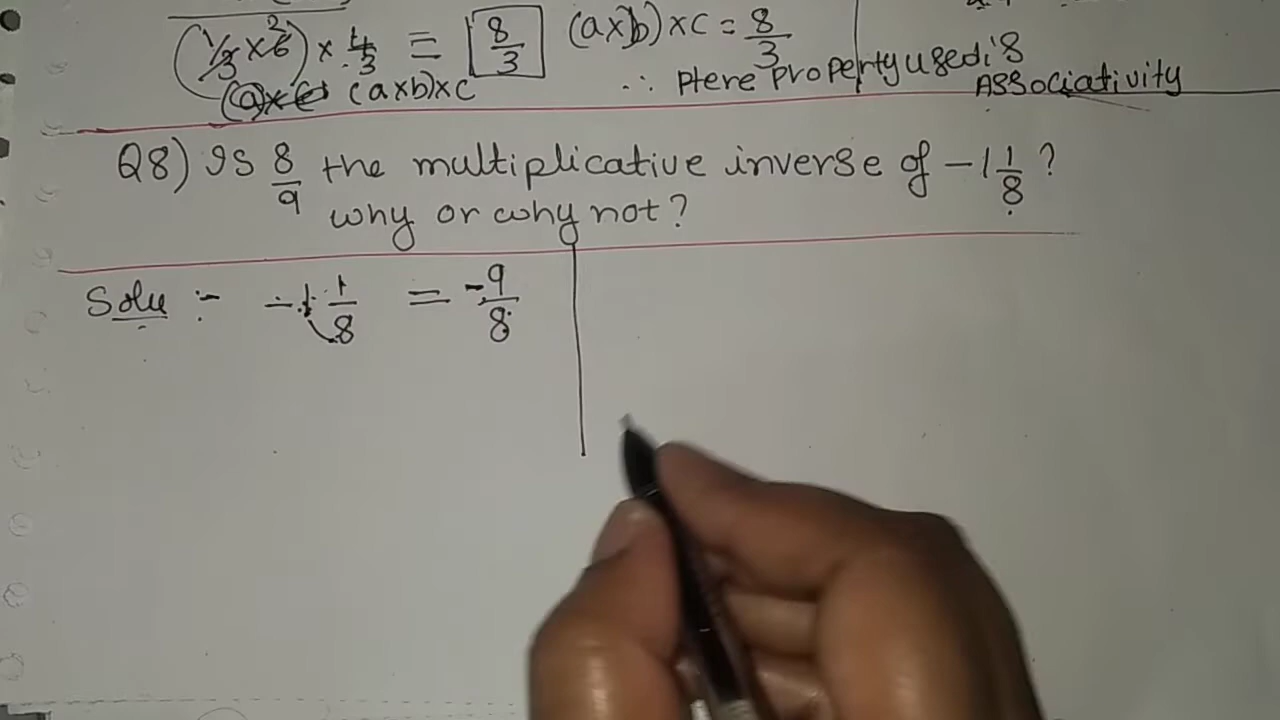 (1/3 × 6 2) × 4/3 = 8/3 (a×b)×c = 8/3
(a×b)×c ∴ Here property used is
ASSociativity
Q8) Is 8/9 the multiplicative inverse of -1 1/8 ?
why or why not?
Solu :- -1 1/8 = -9/8